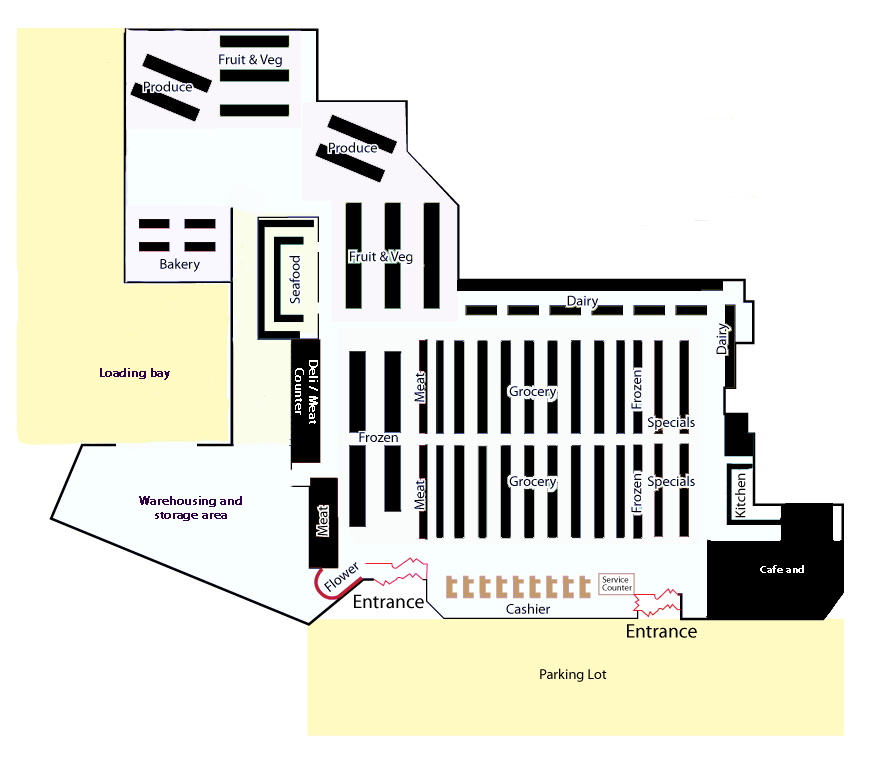 Fruit & Veg
Produce
Produce
Fruit & Veg
Bakery
Seafood
Dairy
Dairy
Loading bay
Deli / Meat
Counter
Meat
Grocery
Frozen
Specials
Frozen
Meat
Grocery
Frozen
Specials
Kitchen
Warehousing and
storage area
Meat
Flower
Cafe and
Service
Counter
Entrance
Cashier
Entrance
Parking Lot